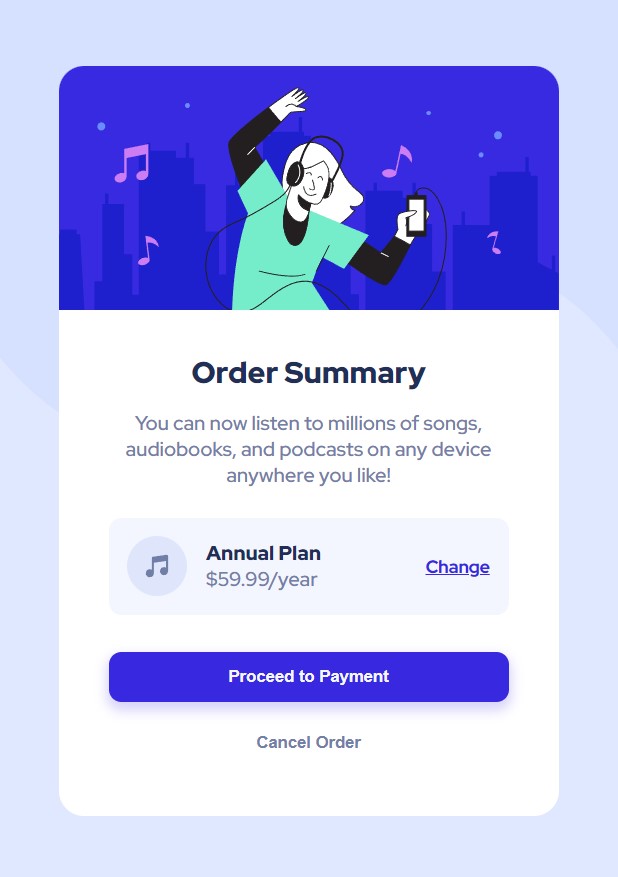 Order Summary
You can now listen to millions of songs,
audiobooks, and podcasts on any device
anywhere you like!
Annual Plan
$59.99/year
Change
Proceed to Payment
Cancel Order